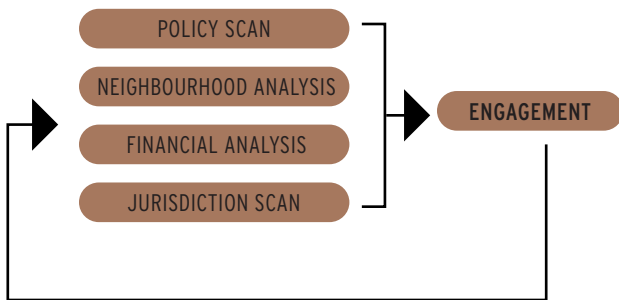 POLICY SCAN
NEIGHBOURHOOD ANALYSIS
FINANCIAL ANALYSIS
JURISDICTION SCAN
ENGAGEMENT